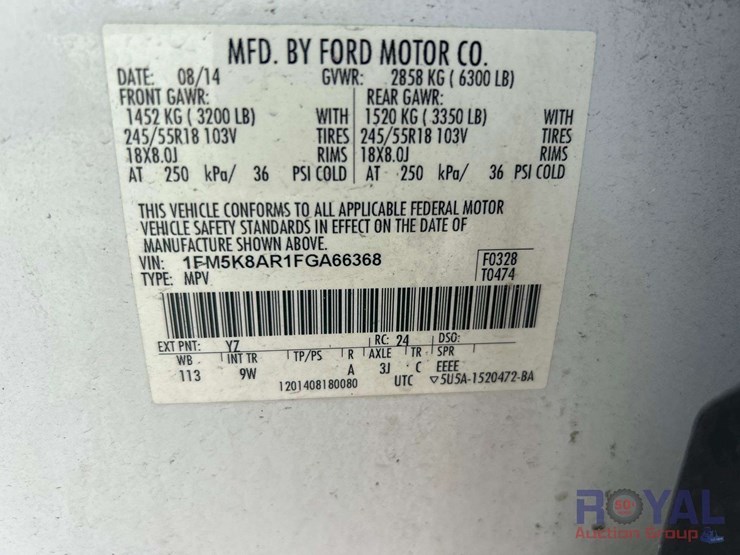 MFD. BY FORD MOTOR CO.
DATE: 08/14 GVWR: 2858 KG ( 6300 LB)
FRONT GAWR: REAR GAWR:
1452 KG ( 3200 LB) WITH 1520 KG ( 3350 LB) WITH
245/55R18 103V TIRES 245/55R18 103V TIRES
18X8.0J RIMS 18X8.0J RIMS
AT 250 kPa/ 36 PSI COLD AT 250 kPa/ 36 PSI COLD
THIS VEHICLE CONFORMS TO ALL APPLICABLE FEDERAL MOTOR
VEHICLE SAFETY STANDARDS IN EFFECT ON THE DATE OF
MANUFACTURE SHOWN ABOVE.
VIN: 1FM5K8AR1FGA66368 F0328
TYPE: MPV T0474
EXT PNT: YZ RC: 24 DSO:
WB INT TR TP/PS R AXLE TR SPR
113 9W A 3J C EEEE
1201408180080 UTC ▽5U5A-1520472-BA
ROYAL
50
Auction Group